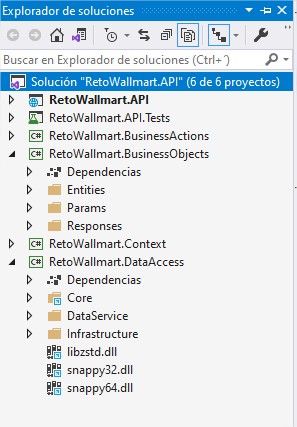 Explorador de soluciones
Buscar en Explorador de soluciones (Ctrl+´)
Solución "RetoWallmart.API" (6 de 6 proyectos)
RetoWallmart.API
RetoWallmart.API.Tests
C# RetoWallmart.BusinessActions
C# RetoWallmart.BusinessObjects
Dependencias
Entities
Params
Responses
C# RetoWallmart.Context
C# RetoWallmart.DataAccess
Dependencias
Core
DataService
Infrastructure
libzstd.dll
snappy32.dll
snappy64.dll